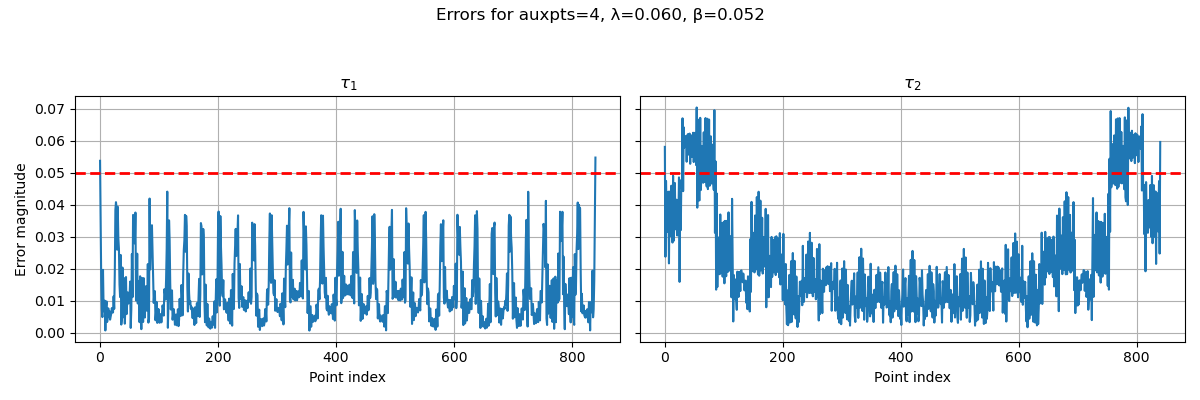 Errors for auxpts=4, λ=0.060, β=0.052
τ₁
τ₂
Error magnitude
0.07
0.06
0.05
0.04
0.03
0.02
0.01
0.00
0 200 400 600 800
0 200 400 600 800
Point index
Point index